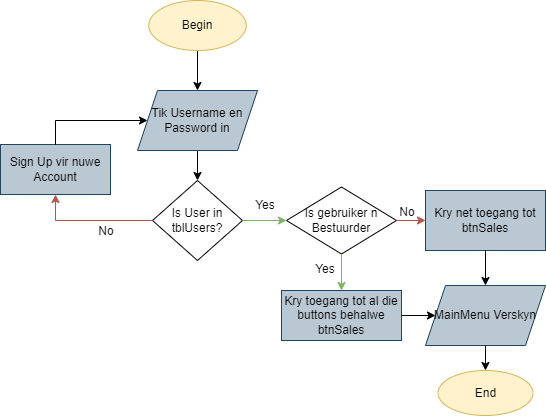 Begin
Tik Username en
Password in
Sign Up vir nuwe
Account
Is User in
tblUsers?
No
Yes
Is gebruiker n
Bestuurder
No
Kry net toegang tot
btnSales
Yes
Kry toegang tot al die
buttons behalwe
btnSales
MainMenu Verskyn
End